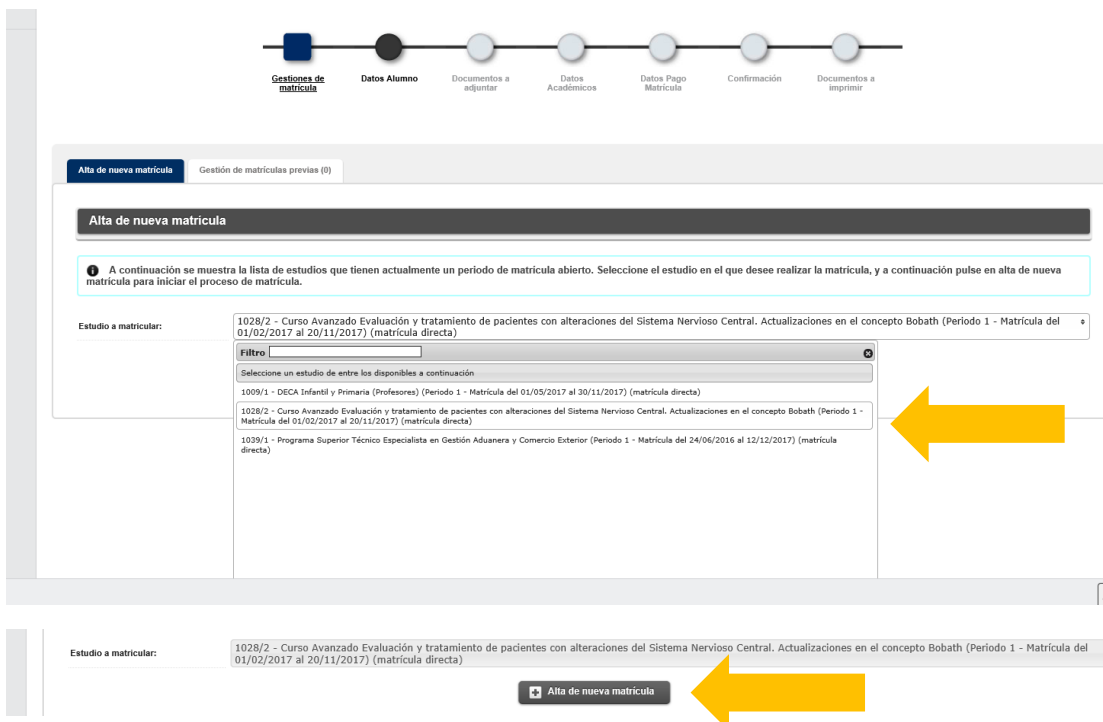 Gestiones de matrícula
Datos Alumno
Documentos a adjuntar
Datos Académicos
Datos Pago Matrícula
Confirmación
Documentos a imprimir
Alta de nueva matrícula
Gestión de matrículas previas (0)
Alta de nueva matricula
A continuación se muestra la lista de estudios que tienen actualmente un periodo de matrícula abierto. Seleccione el estudio en el que desee realizar la matrícula, y a continuación pulse en alta de nueva
matrícula para iniciar el proceso de matrícula.
Estudio a matricular:
1028/2 - Curso Avanzado Evaluación y tratamiento de pacientes con alteraciones del Sistema Nervioso Central. Actualizaciones en el concepto Bobath (Periodo 1 - Matrícula del
01/02/2017 al 20/11/2017) (matrícula directa)
Filtro
Seleccione un estudio de entre los disponibles a continuación
1009/1 - DECA Infantil y Primaria (Profesores) (Periodo 1 - Matrícula del 01/05/2017 al 30/11/2017) (matrícula directa)
1028/2 - Curso Avanzado Evaluación y tratamiento de pacientes con alteraciones del Sistema Nervioso Central. Actualizaciones en el concepto Bobath (Periodo 1 -
Matrícula del 01/02/2017 al 20/11/2017) (matrícula directa)
1039/1 - Programa Superior Técnico Especialista en Gestión Aduanera y Comercio Exterior (Periodo 1 - Matrícula del 24/06/2016 al 12/12/2017) (matrícula
directa)
Estudio a matricular:
1028/2 - Curso Avanzado Evaluación y tratamiento de pacientes con alteraciones del Sistema Nervioso Central. Actualizaciones en el concepto Bobath (Periodo 1 - Matrícula del
01/02/2017 al 20/11/2017) (matrícula directa)
Alta de nueva matrícula